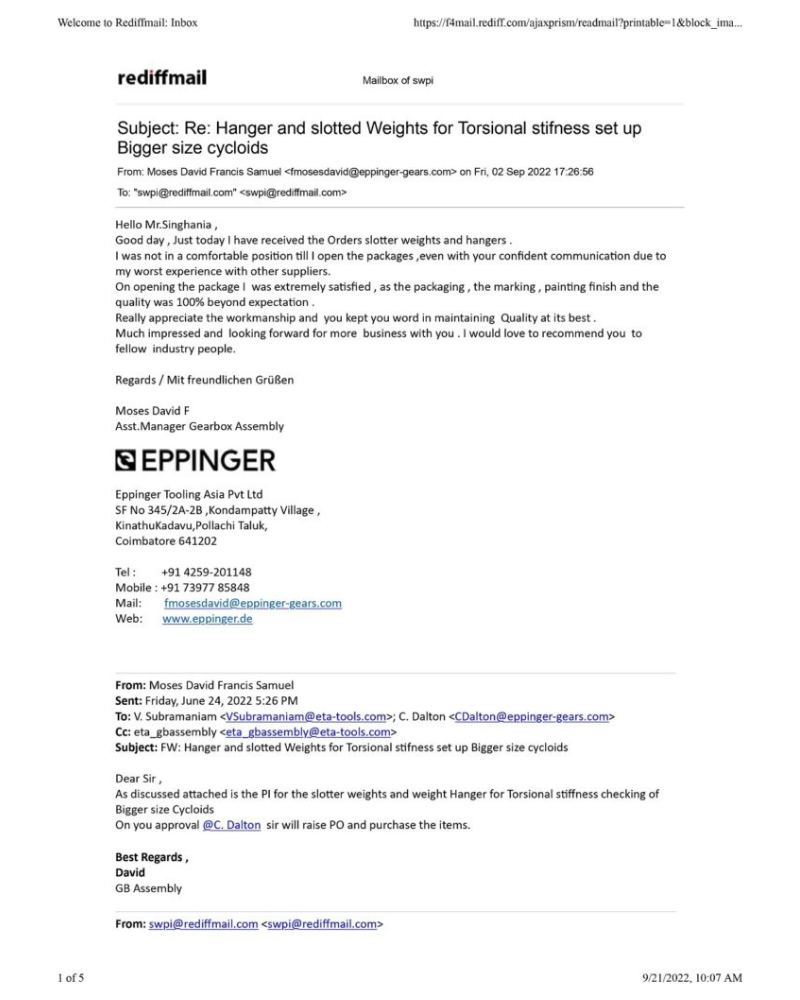 Welcome to Rediffmail: Inbox
https://f4mail.rediff.com/ajaxprism/readmail?printable=1&block_ima...
rediffmail
Mailbox of swpi
Subject: Re: Hanger and slotted Weights for Torsional stifness set up
Bigger size cycloids
From: Moses David Francis Samuel <fmosesdavid@eppinger-gears.com> on Fri, 02 Sep 2022 17:26:56
To: "swpi@rediffmail.com" <swpi@rediffmail.com>
Hello Mr.Singhania ,
Good day , Just today I have received the Orders slotter weights and hangers .
I was not in a comfortable position till I open the packages ,even with your confident communication due to
my worst experience with other suppliers.
On opening the package I was extremely satisfied , as the packaging , the marking , painting finish and the
quality was 100% beyond expectation .
Really appreciate the workmanship and you kept you word in maintaining Quality at its best .
Much impressed and looking forward for more business with you . I would love to recommend you to
fellow industry people.
Regards / Mit freundlichen Grüßen
Moses David F
Asst.Manager Gearbox Assembly
EPPINGER
Eppinger Tooling Asia Pvt Ltd
SF No 345/2A-2B ,Kondampatty Village ,
KinathuKadavu,Pollachi Taluk,
Coimbatore 641202
Tel : +91 4259-201148
Mobile : +91 73977 85848
Mail: fmosesdavid@eppinger-gears.com
Web: www.eppinger.de
From: Moses David Francis Samuel
Sent: Friday, June 24, 2022 5:26 PM
To: V. Subramaniam <VSubramaniam@eta-tools.com>; C. Dalton <CDalton@eppinger-gears.com>
Cc: eta_gbassembly <eta_gbassembly@eta-tools.com>
Subject: FW: Hanger and slotted Weights for Torsional stifness set up Bigger size cycloids
Dear Sir ,
As discussed attached is the PI for the slotter weights and weight Hanger for Torsional stiffness checking of
Bigger size Cycloids
On you approval @C. Dalton sir will raise PO and purchase the items.
Best Regards ,
David
GB Assembly
From: swpi@rediffmail.com <swpi@rediffmail.com>
1 of 5
9/21/2022, 10:07 AM